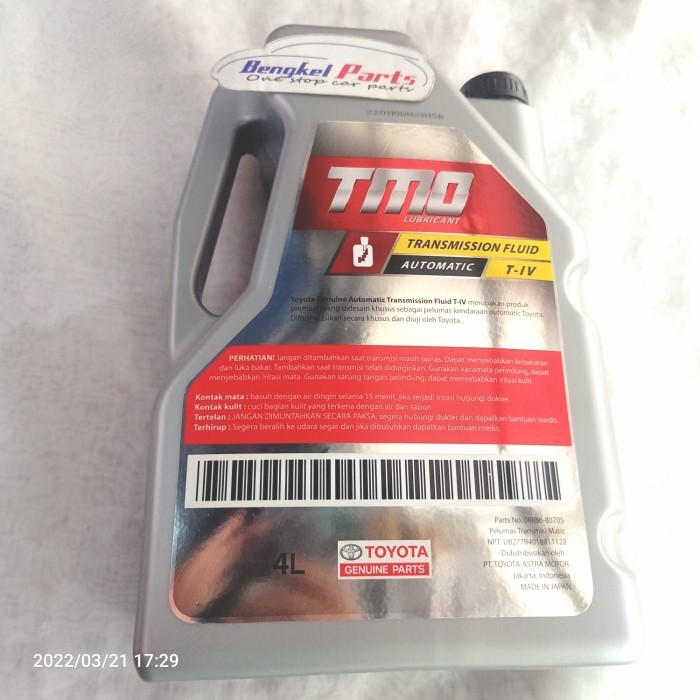 Bengkel Parts
One stop car parts
TMO
LUBRICANT
TRANSMISSION FLUID
AUTOMATIC T-IV
Toyota Genuine Automatic Transmission Fluid T-IV merupakan produk
premium yang didesain khusus sebagai pelumas kendaraan automatic Toyota.
Diformulasikan secara khusus dan diuji oleh Toyota.
PERHATIAN! Jangan ditambahkan saat transmisi masih panas. Dapat menyebabkan kebakaran
dan luka bakar. Tambahkan saat transmisi telah didinginkan. Gunakan kacamata pelindung, dapat
menyebabkan iritasi mata. Gunakan sarung tangan pelindung, dapat menyebabkan iritasi kulit.
Kontak mata : basuh dengan air dingin selama 15 menit, jika terjadi iritasi hubungi dokter.
Kontak kulit : cuci bagian kulit yang terkena dengan air dan sabun.
Tertelan : JANGAN DIMUNTAHKAN SECARA PAKSA, segera hubungi dokter dan dapatkan bantuan medis.
Terhirup : Segera beralih ke udara segar dan jika dibutuhkan dapatkan bantuan medis.
4L
TOYOTA
GENUINE PARTS
Parts No. 08886-80705
Pelumas Transmisi Matic
NPT.
Didistribusikan oleh :
PT. TOYOTA-ASTRA MOTOR
Jakarta, Indonesia
MADE IN JAPAN
2022/03/21 17:29